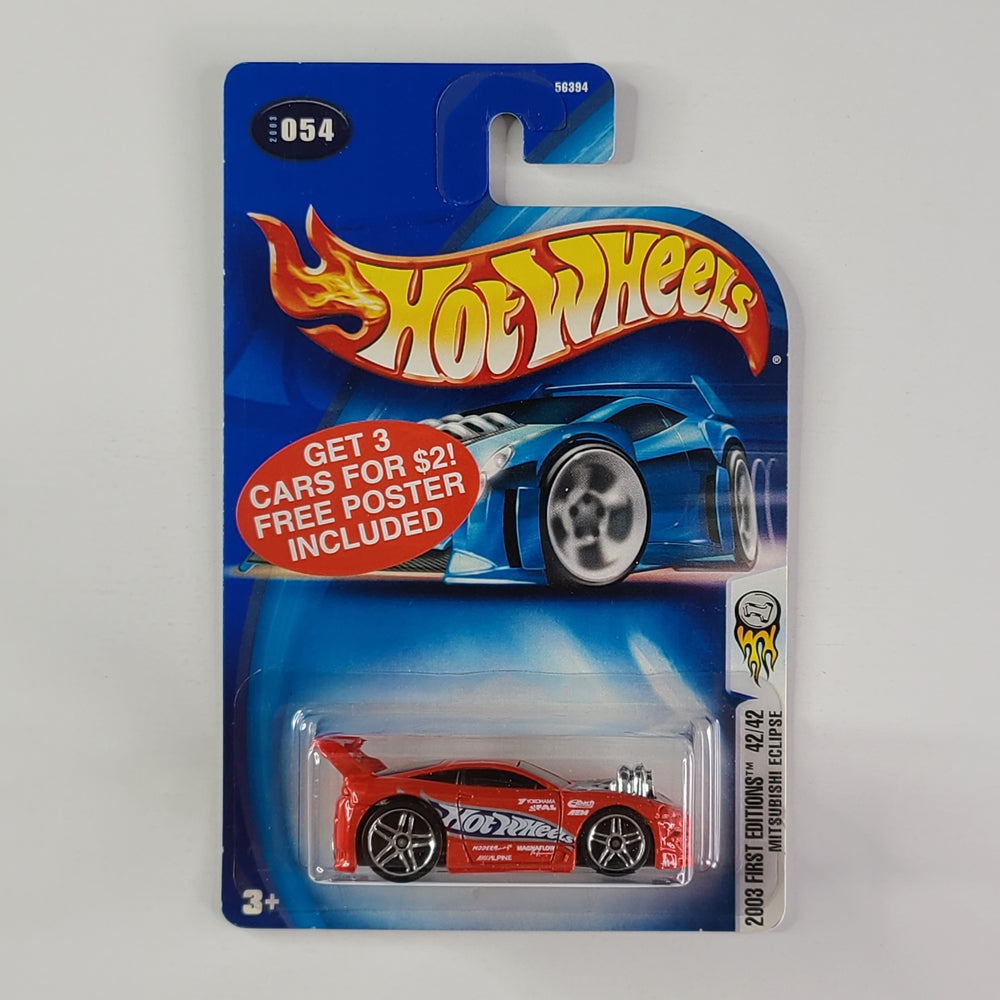 56394
2003
054
HOT WHEELS
®
GET 3
CARS FOR $2!
FREE POSTER
INCLUDED
2003 FIRST EDITIONS™ 42/42
MITSUBISHI ECLIPSE
YOKOHAMA
HOT WHEELS
MAGNAFLOW
ALPINE
3+